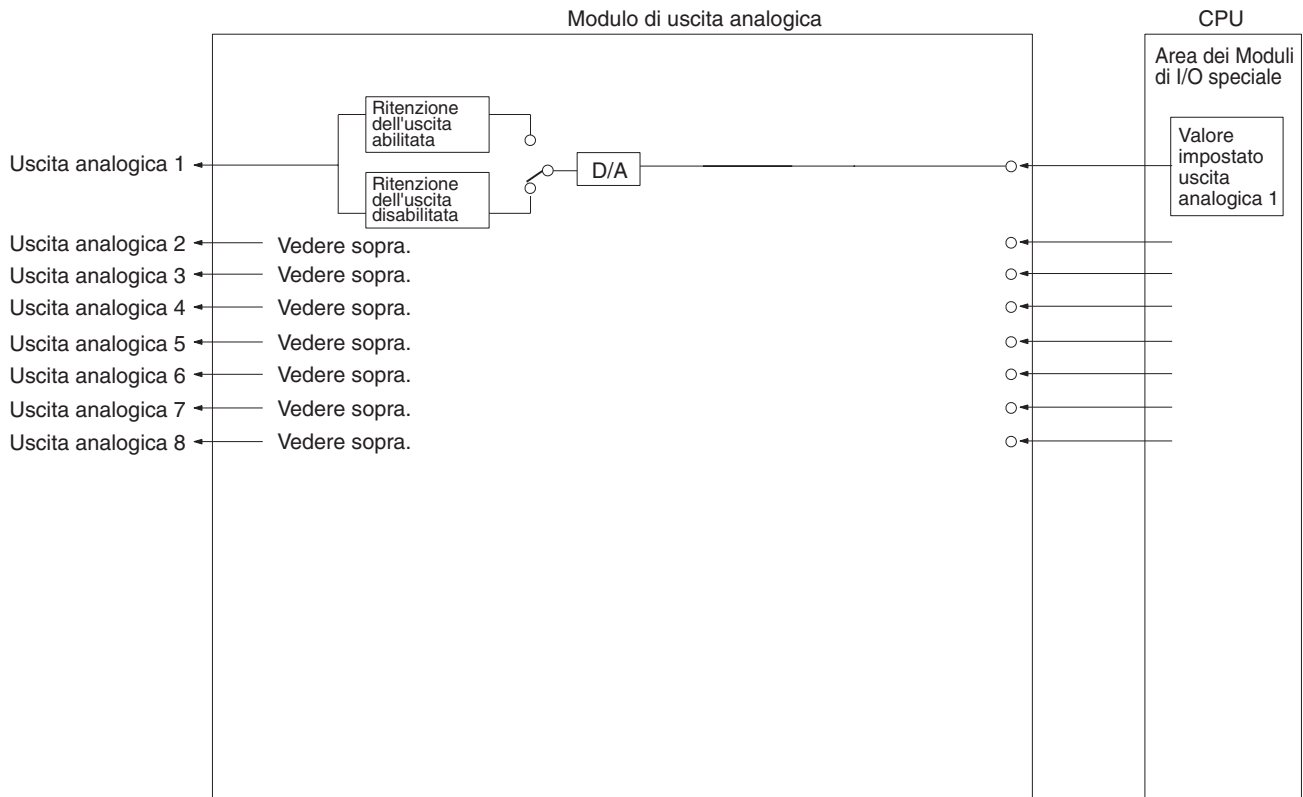 Modulo di uscita analogica
CPU
Area dei Moduli
di I/O speciale
Ritenzione
dell'uscita
abilitata
Valore
impostato
uscita
analogica 1
Uscita analogica 1
D/A
Ritenzione
dell'uscita
disabilitata
Uscita analogica 2
Vedere sopra.
Uscita analogica 3
Vedere sopra.
Uscita analogica 4
Vedere sopra.
Uscita analogica 5
Vedere sopra.
Uscita analogica 6
Vedere sopra.
Uscita analogica 7
Vedere sopra.
Uscita analogica 8
Vedere sopra.